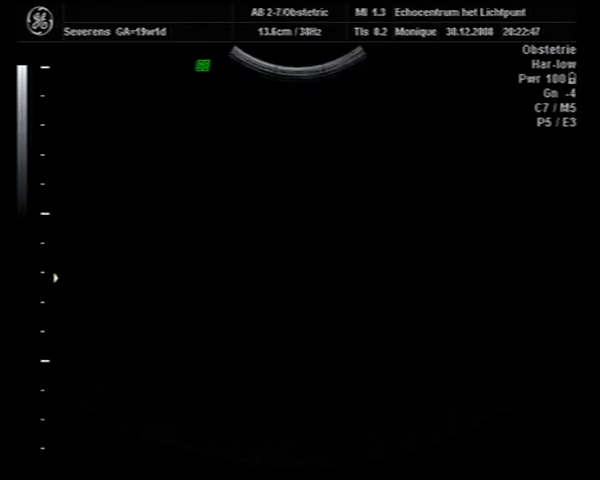 AB 2-7/Obstetric MI 1.3 Echocentrum het Lichtpunt
Severens GA=19w1d 13.6cm / 38Hz TIs 0.2 Monique 30.12.2008 20:22:47
Obstetrie
Har-low
Pwr 100
Gn -4
C7 / M5
P5 / E3